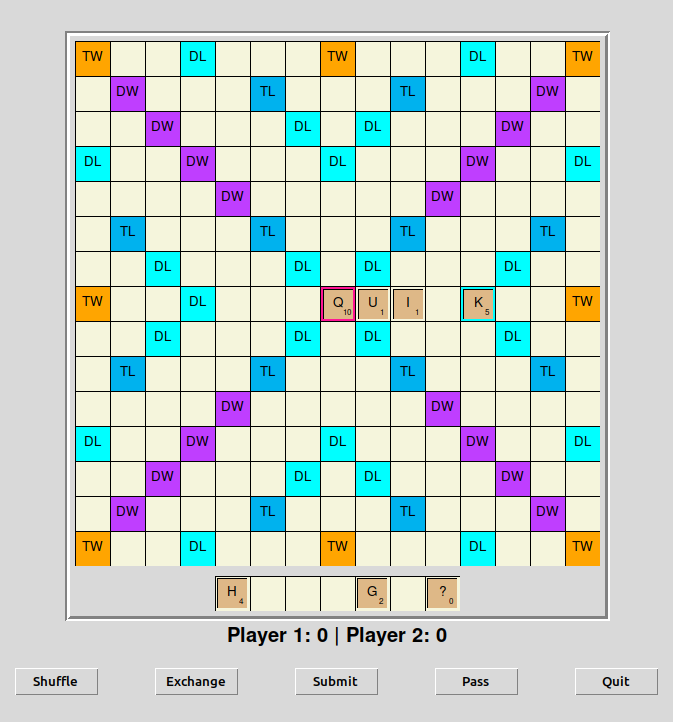 TW DL TW DL TW
DW TL TL DW
DW DL DL DW
DL DW DL DW DL
DW DW
TL TL TL TL
DL DL DL DL
TW DL Q 10 U 1 I 1 K 5 TW
DL DL DL DL
TL TL TL TL
DW DW
DL DW DL DW DL
DW DL DL DW
DW TL TL DW
TW DL TW DL TW
H 4 G 2 ? 0
Player 1: 0 | Player 2: 0
Shuffle Exchange Submit Pass Quit